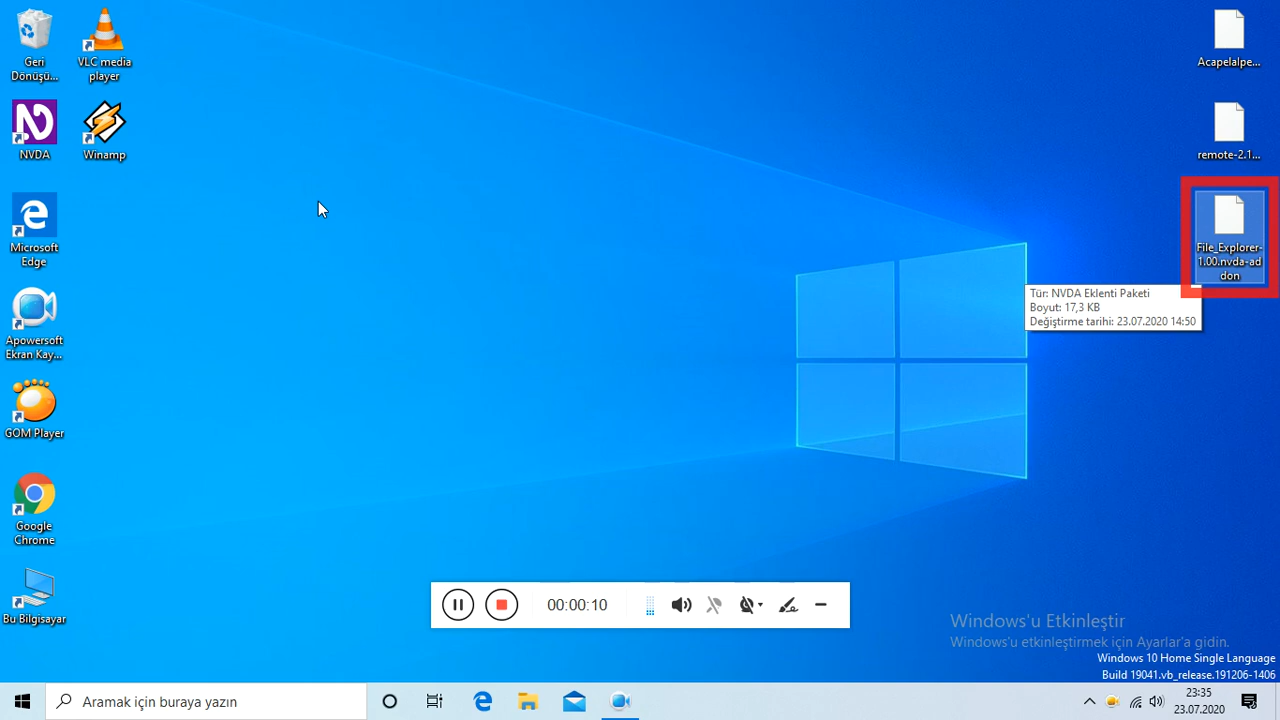 Geri
Dönüşü...
VLC media
player
NVDA
Winamp
Microsoft
Edge
Apowersoft
Ekran Kay...
GOM Player
Google
Chrome
Bu Bilgisayar
Acapelalpe...
remote-2.1...
File_Explorer-
1.00.nvda-ad
don
Tür: NVDA Eklenti Paketi
Boyut: 17,3 KB
Değiştirme tarihi: 23.07.2020 14:50
00:00:10
Windows'u Etkinleştir
Windows'u etkinleştirmek için Ayarlar'a gidin.
Windows 10 Home Single Language
Build 19041.vb_release.191206-1406
Aramak için buraya yazın
23:35
23.07.2020